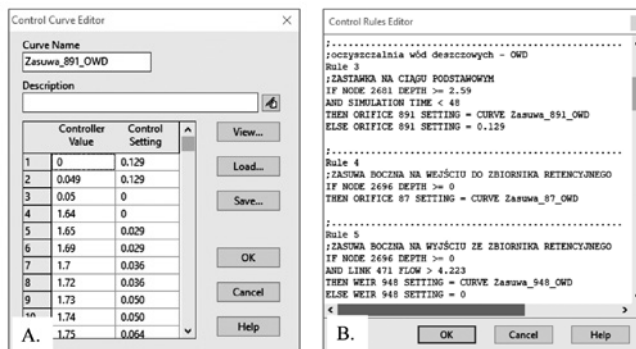 Control Curve Editor
Curve Name
Zasuwa_891_OWD
Description
Controller Value Control Setting
1 0 0.129
2 0.049 0.129
3 0.05 0
4 1.64 0
5 1.65 0.029
6 1.69 0.029
7 1.7 0.036
8 1.72 0.036
9 1.73 0.050
10 1.74 0.050
1.75 0.064
View...
Load...
Save...
OK
Cancel
Help
A.
Control Rules Editor
;..................................................
;oczyszczalnia wód deszczowych - OWD
Rule 3
;ZASTAWKA NA CIĄGU PODSTAWOWYM
IF NODE 2681 DEPTH >= 2.59
AND SIMULATION TIME < 48
THEN ORIFICE 891 SETTING = CURVE Zasuwa_891_OWD
ELSE ORIFICE 891 SETTING = 0.129
;..................................................
Rule 4
;ZASUWA BOCZNA NA WEJŚCIU DO ZBIORNIKA RETENCYJNEGO
IF NODE 2696 DEPTH >= 0
THEN ORIFICE 87 SETTING = CURVE Zasuwa_87_OWD
;..................................................
Rule 5
;ZASUWA BOCZNA NA WYJŚCIU ZE ZBIORNIKA RETENCYJNEGO
IF NODE 2696 DEPTH >= 0
AND LINK 471 FLOW > 4.223
THEN WEIR 948 SETTING = CURVE Zasuwa_948_OWD
ELSE WEIR 948 SETTING = 0
B.
OK
Cancel
Help